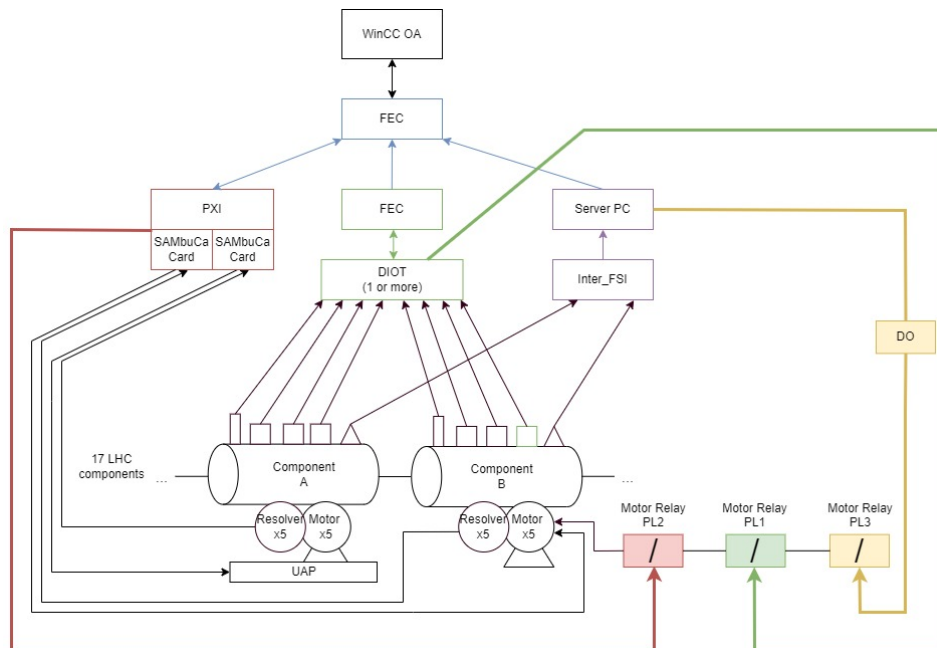 WinCC OA
FEC
PXI
FEC
Server PC
SAMbuCa
Card
SAMbuCa
Card
DIOT
(1 or more)
Inter_FSI
DO
17 LHC
components
...
Component
A
Component
B
...
Resolver
x5
Motor
x5
Resolver
x5
Motor
x5
UAP
Motor Relay
PL2
Motor Relay
PL1
Motor Relay
PL3